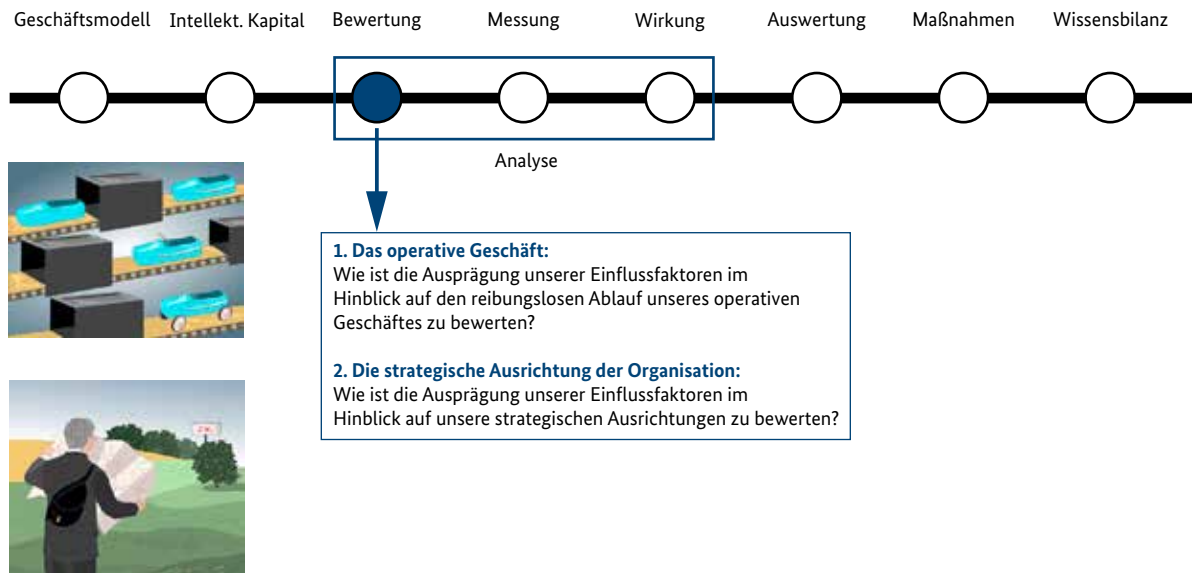 Geschäftsmodell
Intellekt. Kapital
Bewertung
Messung
Wirkung
Auswertung
Maßnahmen
Wissensbilanz
Analyse
1. Das operative Geschäft:
Wie ist die Ausprägung unserer Einflussfaktoren im
Hinblick auf den reibungslosen Ablauf unseres operativen
Geschäftes zu bewerten?
2. Die strategische Ausrichtung der Organisation:
Wie ist die Ausprägung unserer Einflussfaktoren im
Hinblick auf unsere strategischen Ausrichtungen zu bewerten?